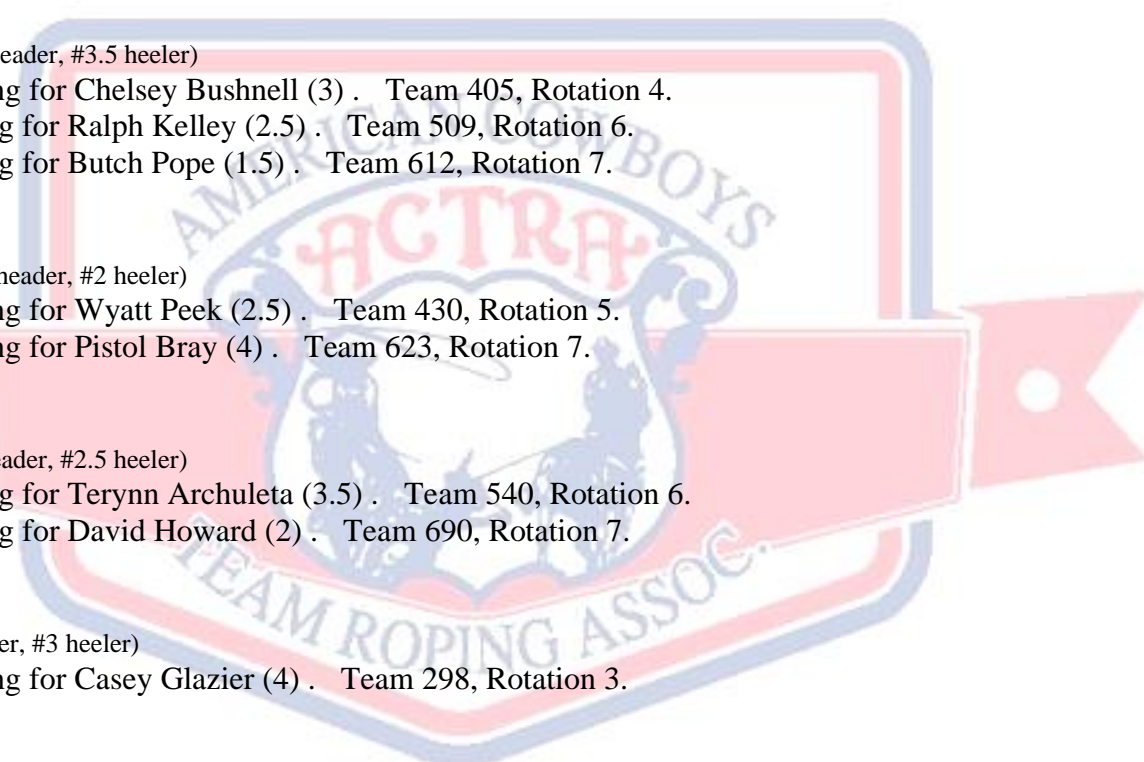 eader, #3.5 heeler)
ng for Chelsey Bushnell (3) . Team 405, Rotation 4.
g for Ralph Kelley (2.5) . Team 509, Rotation 6.
g for Butch Pope (1.5) . Team 612, Rotation 7.
AMERICAN COWBOYS
ACTRA
header, #2 heeler)
ng for Wyatt Peek (2.5) . Team 430, Rotation 5.
ng for Pistol Bray (4) . Team 623, Rotation 7.
eader, #2.5 heeler)
g for Terynn Archuleta (3.5) . Team 540, Rotation 6.
g for David Howard (2) . Team 690, Rotation 7.
TEAM ROPING ASSOC.
er, #3 heeler)
ng for Casey Glazier (4) . Team 298, Rotation 3.